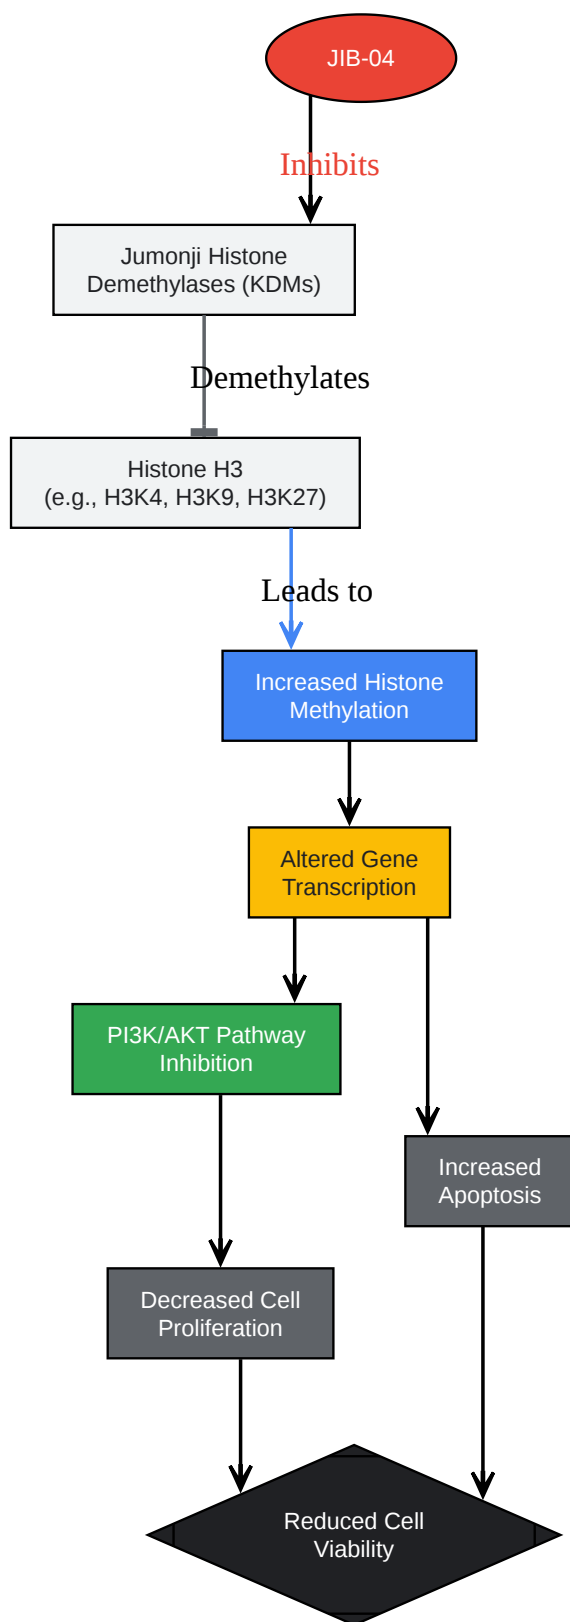 JIB-04
Inhibits
Jumonji Histone
Demethylases (KDMs)
Demethylates
Histone H3
(e.g., H3K4, H3K9, H3K27)
Leads to
Increased Histone
Methylation
Altered Gene
Transcription
PI3K/AKT Pathway
Inhibition
Increased
Apoptosis
Decreased Cell
Proliferation
Reduced Cell
Viability